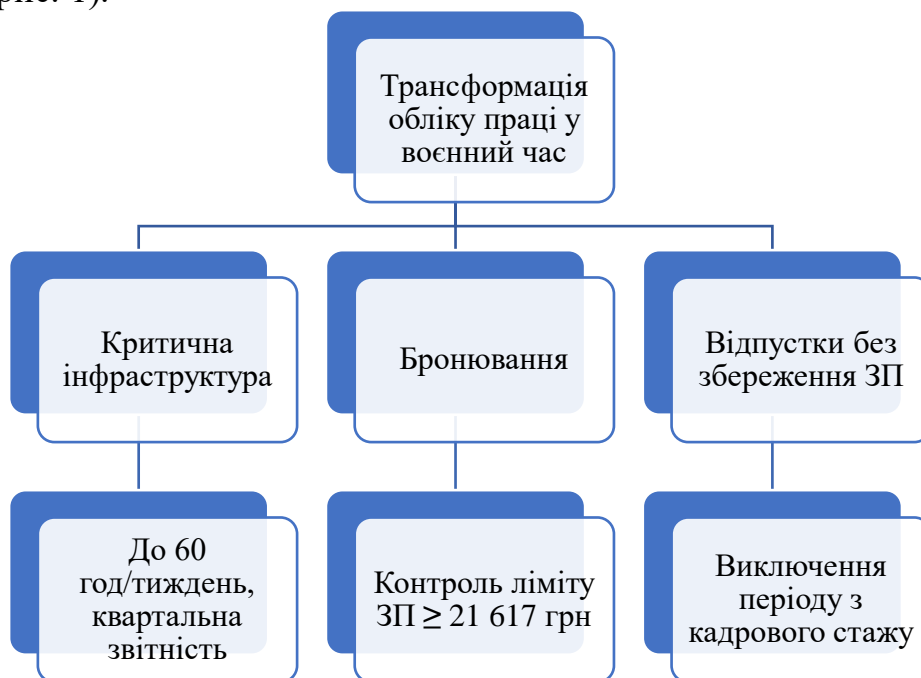 рис. 1).
Трансформація
обліку праці у
воєнний час
Критична
інфраструктура
Бронювання
Відпустки без
збереження ЗП
До 60
год/тиждень,
квартальна
звітність
Контроль ліміту
ЗП ≥ 21 617 грн
Виключення
періоду з
кадрового стажу